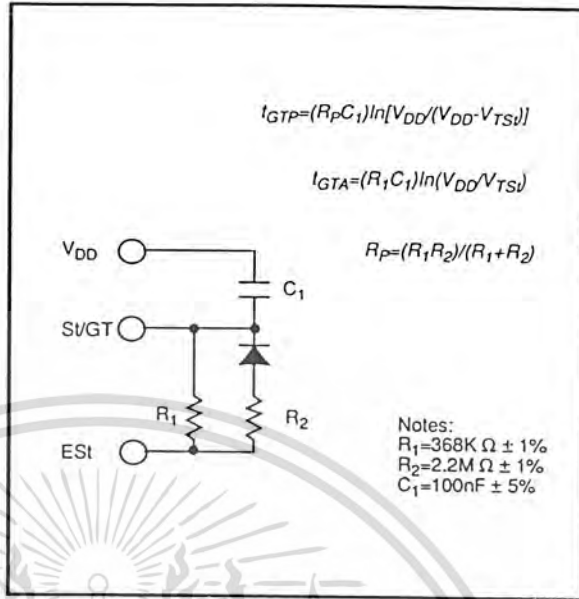 tGTP=(RPC1)ln[VDD/(VDD-VTSt)]
tGTA=(R1C1)ln(VDD/VTSt)
RP=(R1R2)/(R1+R2)
VDD
C1
St/GT
R1
R2
ESt
Notes:
R1=368K Ω ± 1%
R2=2.2M Ω ± 1%
C1=100nF ± 5%